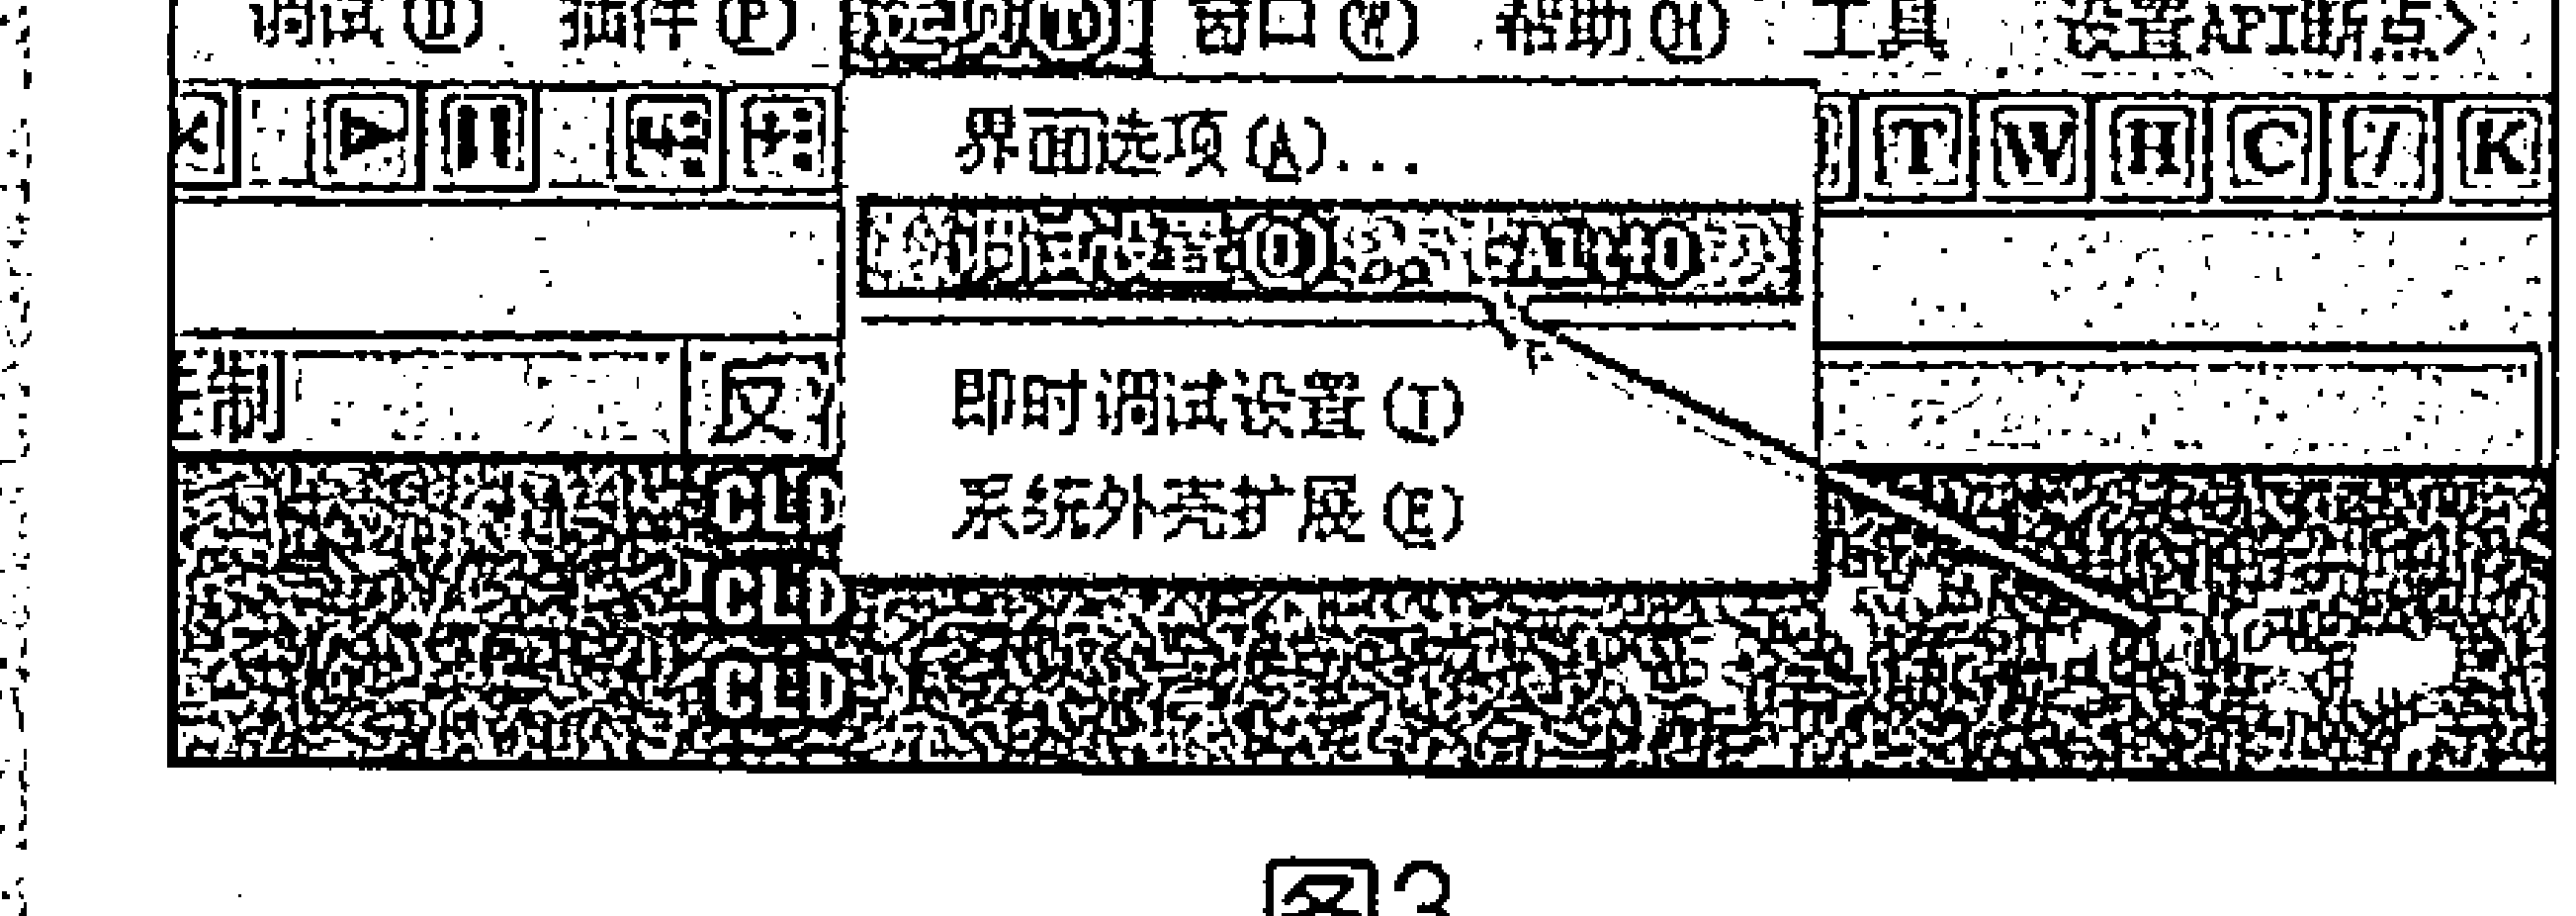 调试(D) 插件(P) 选项(T) 窗口(W) 帮助(H) 工具 设置API断点>
T W H C / K
界面选项(A)...
调试设置(O) Alt+O
制 反
即时调试设置(T)
系统外壳扩展(E)
CLD
CLD
CLD
图3